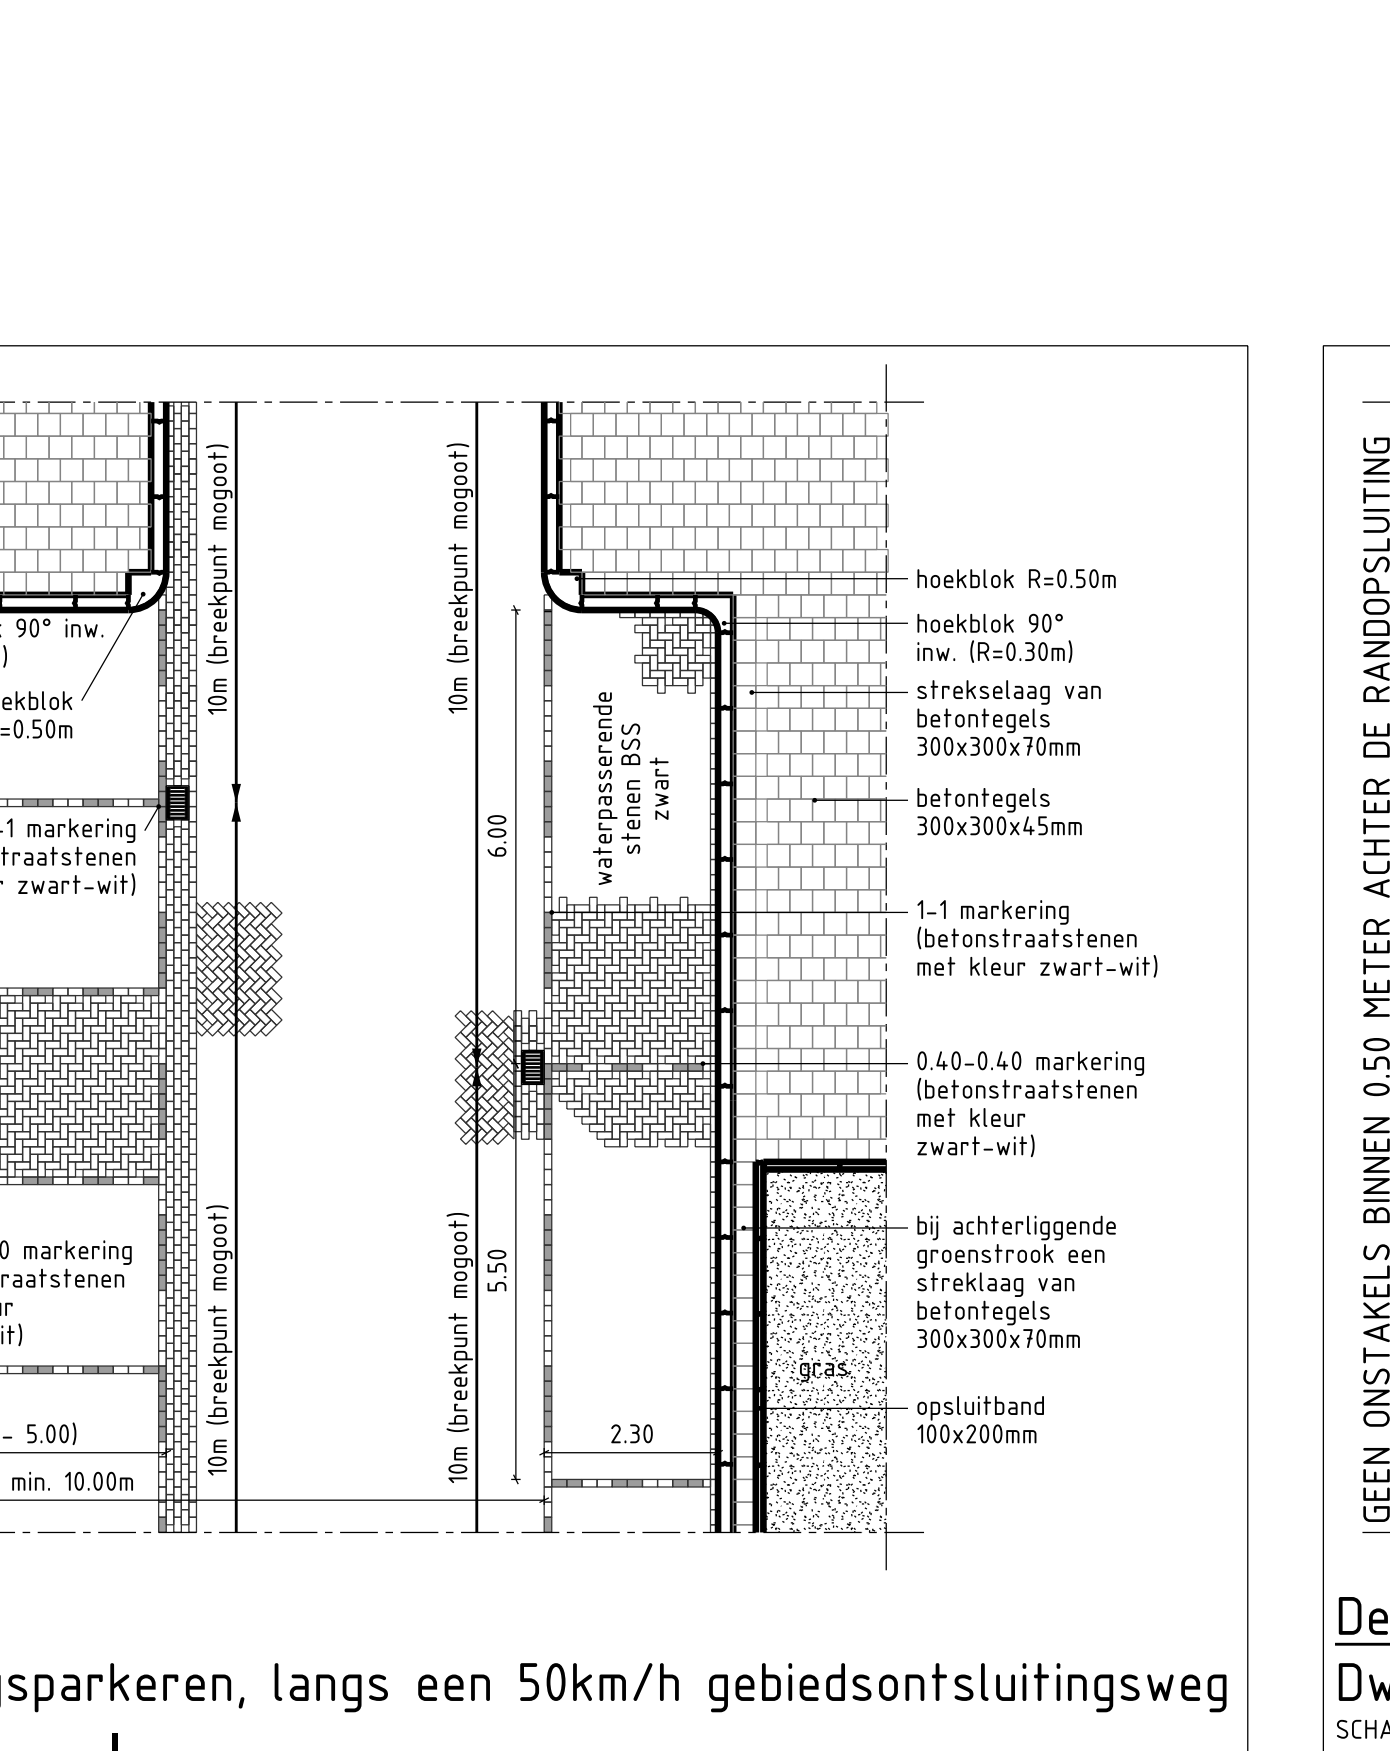 10m (breekpunt mogoot)
10m (breekpunt mogoot)
90° inw.
)
ekblok
=0.50m
-1 markering
traatstenen
r zwart-wit)
0 markering
raatstenen
ur
it)
- 5.00)
min. 10.00m
10m (breekpunt mogoot)
10m (breekpunt mogoot)
6.00
5.50
2.30
waterpasserende
stenen BSS
zwart
hoekblok R=0.50m
hoekblok 90°
inw. (R=0.30m)
strekselaag van
betontegels
300x300x70mm
betontegels
300x300x45mm
1-1 markering
(betonstraatstenen
met kleur zwart-wit)
0.40-0.40 markering
(betonstraatstenen
met kleur
zwart-wit)
bij achterliggende
groenstrook een
streklaag van
betontegels
300x300x70mm
gras
opsluitband
100x200mm
gsparkeren, langs een 50km/h gebiedsontsluitingsweg
GEEN ONSTAKELS BINNEN 0.50 METER ACHTER DE RANDOPSLUITING
De
Dw
SCHA